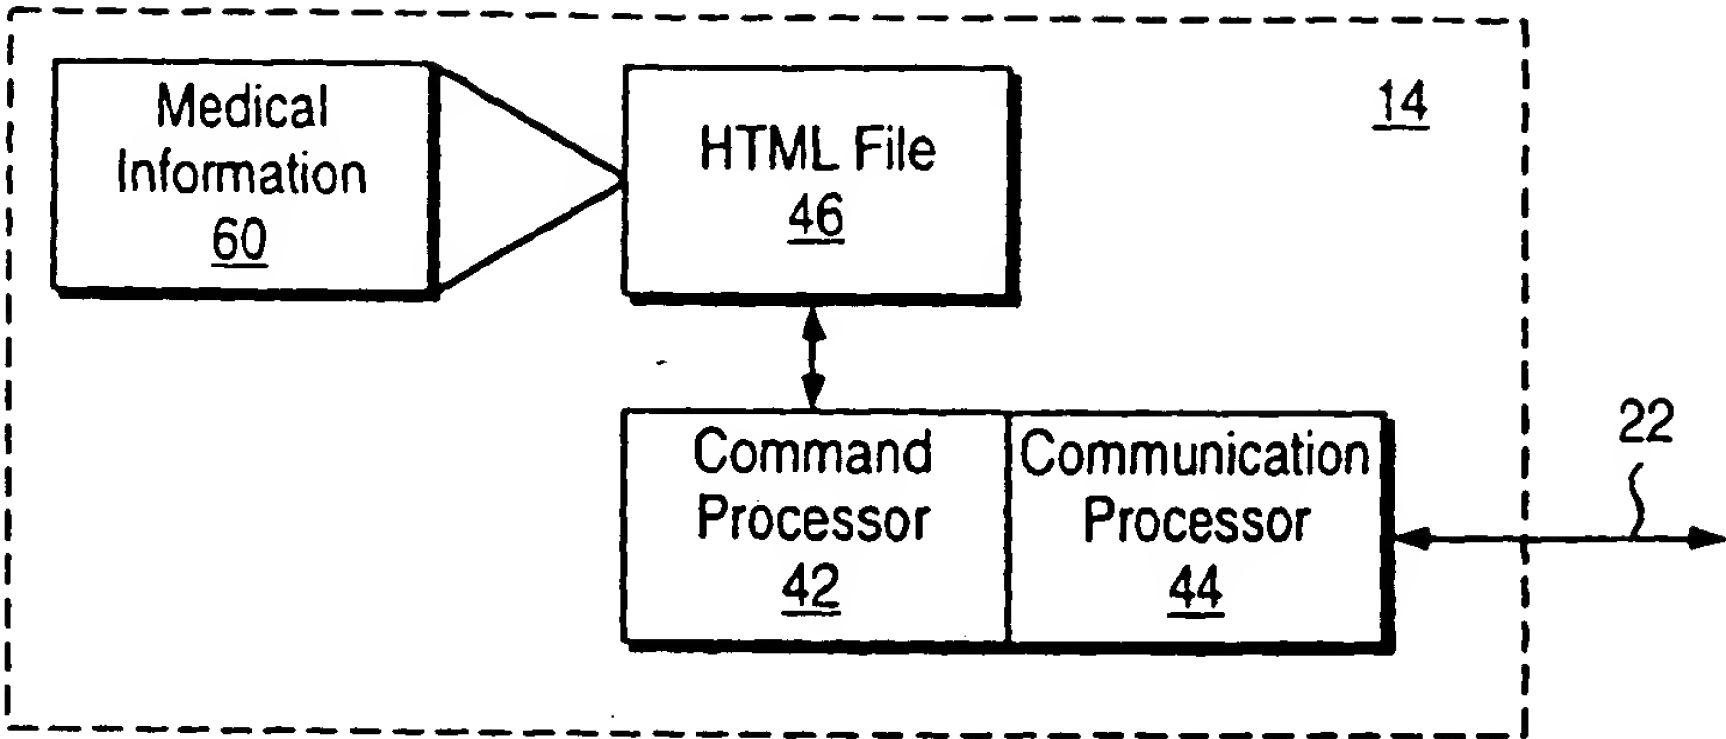 Medical
Information
60
HTML File
46
14
Command
Processor
42
Communication
Processor
44
22